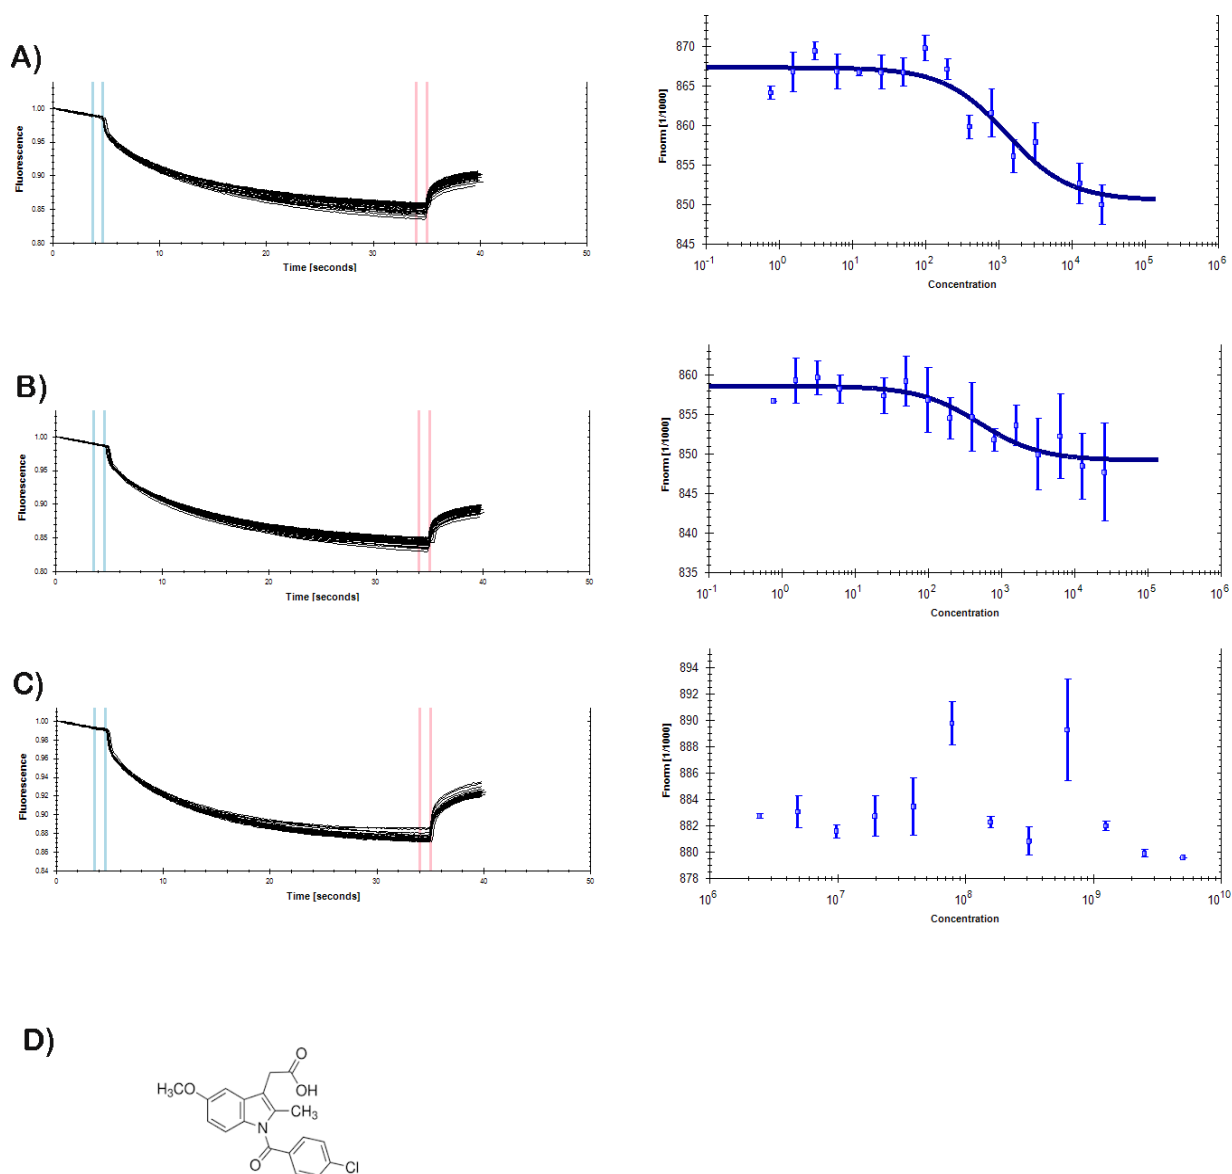 A)
Fluorescence
1.00
0.95
0.90
0.85
0.80
0 10 20 30 40 50
Time [seconds]
Fnorm [1/1000]
870
865
860
855
850
845
10-1 100 101 102 103 104 105 106
Concentration
B)
Fluorescence
1.00
0.95
0.90
0.85
0.80
0 10 20 30 40 50
Time [seconds]
Fnorm [1/1000]
860
855
850
845
840
835
10-1 100 101 102 103 104 105 106
Concentration
C)
Fluorescence
1.00
0.98
0.96
0.94
0.92
0.90
0.88
0.86
0.84
0 10 20 30 40 50
Time [seconds]
Fnorm [1/1000]
894
892
890
888
886
884
882
880
878
106 107 108 109 1010
Concentration
D)
O
OH
H3CO
CH3
N
O
Cl